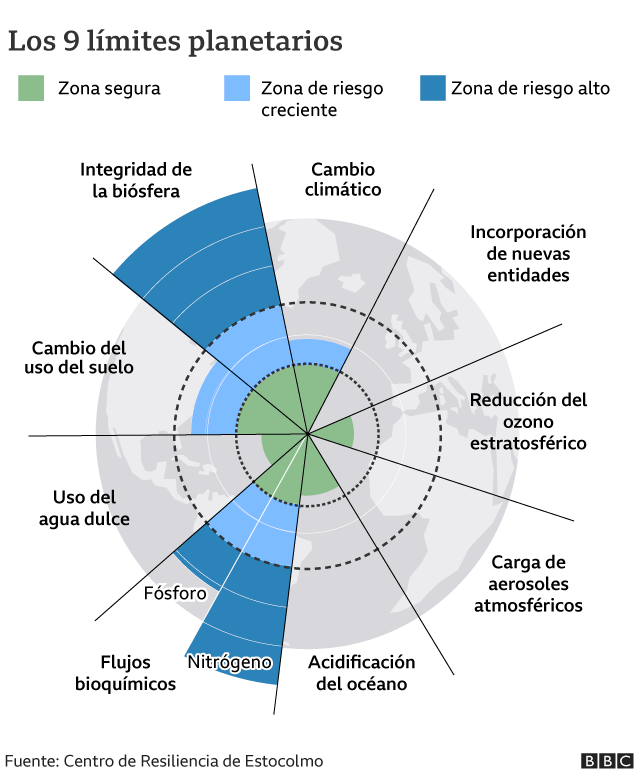 Los 9 límites planetarios
Zona segura
Zona de riesgo
creciente
Zona de riesgo alto
Integridad de
la biósfera
Cambio
climático
Incorporación
de nuevas
entidades
Cambio del
uso del suelo
Reducción del
ozono
estratosférico
Uso del
agua dulce
Carga de
aerosoles
atmosféricos
Fósforo
Flujos
bioquímicos
Nitrógeno
Acidificación
del océano
Fuente: Centro de Resiliencia de Estocolmo
BBC